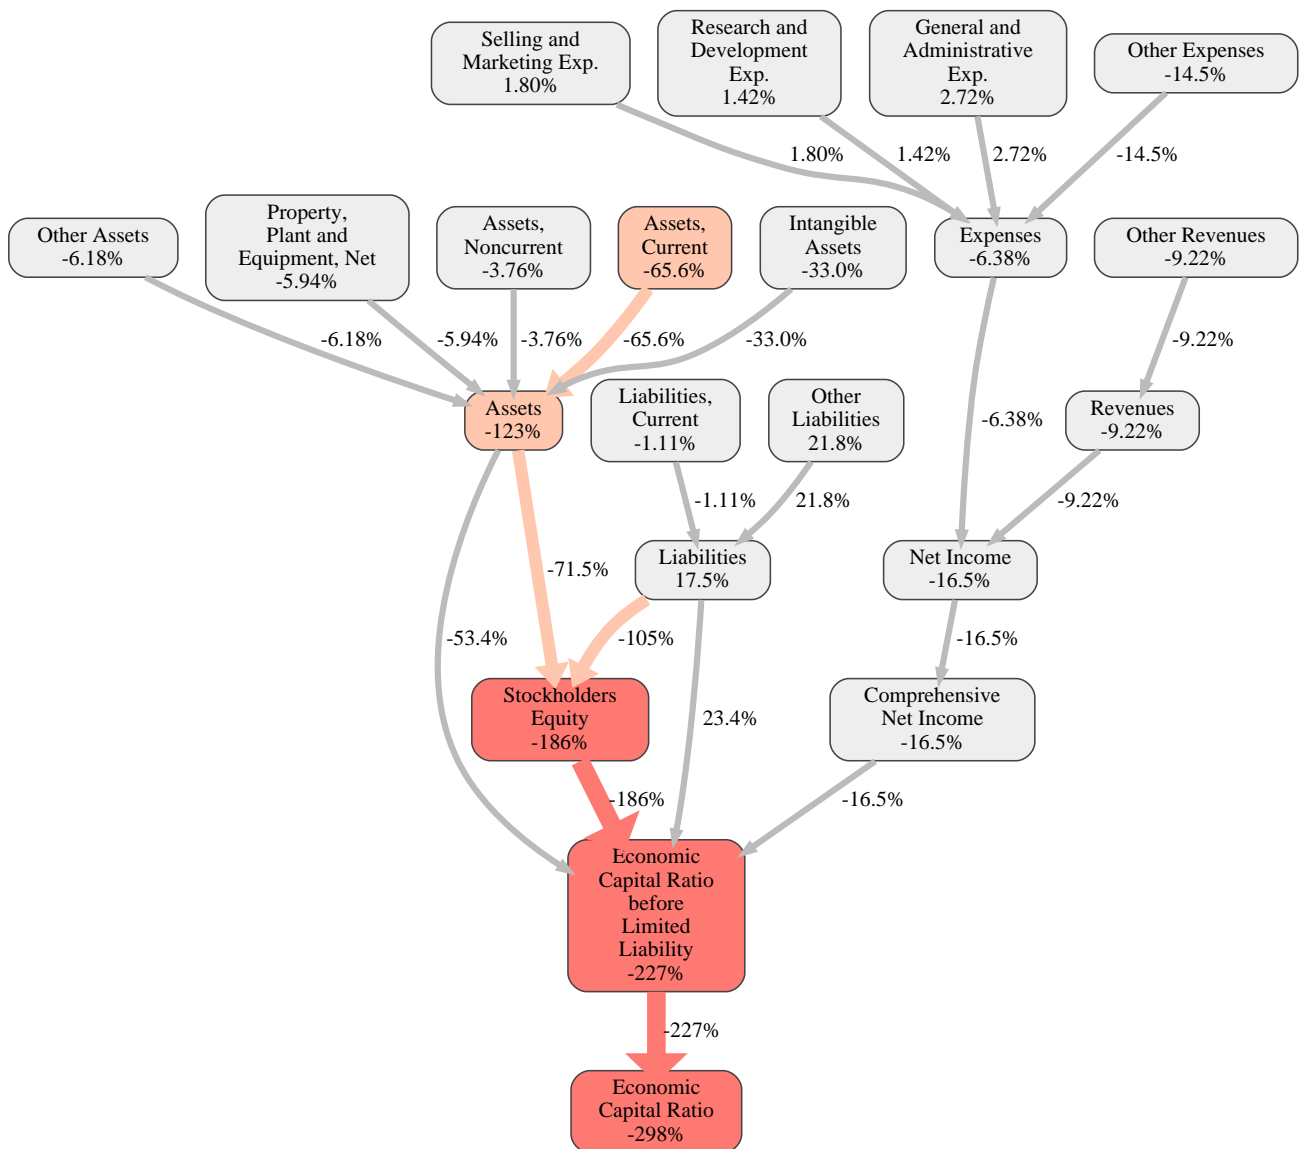 Selling and
Marketing Exp.
1.80%
Research and
Development
Exp.
1.42%
General and
Administrative
Exp.
2.72%
Other Expenses
-14.5%
1.80%
1.42%
2.72%
-14.5%
Other Assets
-6.18%
Property,
Plant and
Equipment, Net
-5.94%
Assets,
Noncurrent
-3.76%
Assets,
Current
-65.6%
Intangible
Assets
-33.0%
Expenses
-6.38%
Other Revenues
-9.22%
-6.18%
-5.94%
-3.76%
-65.6%
-33.0%
-9.22%
Assets
-123%
Liabilities,
Current
-1.11%
Other
Liabilities
21.8%
-6.38%
Revenues
-9.22%
-1.11%
21.8%
-9.22%
-71.5%
Liabilities
17.5%
Net Income
-16.5%
-53.4%
-105%
-16.5%
Stockholders
Equity
-186%
23.4%
Comprehensive
Net Income
-16.5%
-186%
-16.5%
Economic
Capital Ratio
before
Limited
Liability
-227%
-227%
Economic
Capital Ratio
-298%